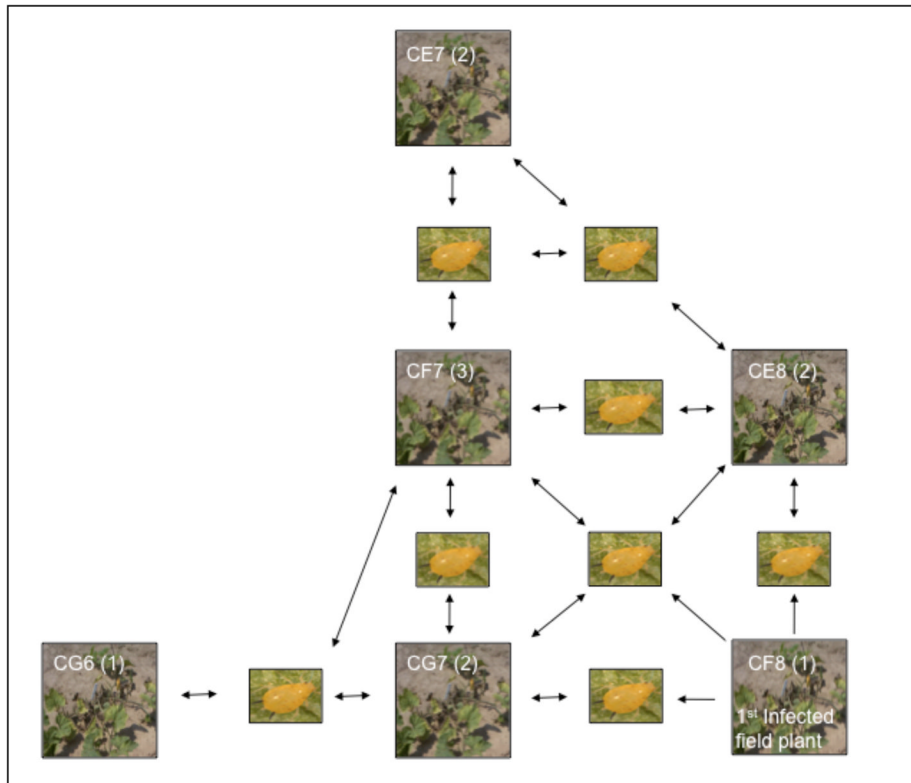 CE7 (2)
CF7 (3)
CE8 (2)
CG6 (1)
CG7 (2)
CF8 (1)
1st Infected
field plant